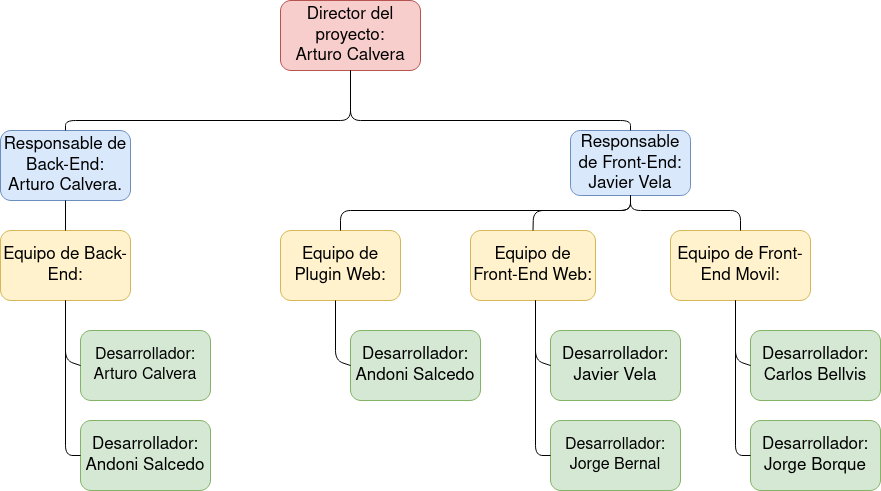 Director del
proyecto:
Arturo Calvera
Responsable de
Back-End:
Arturo Calvera.
Responsable
de Front-End:
Javier Vela
Equipo de Back-
End:
Equipo de
Plugin Web:
Equipo de
Front-End Web:
Equipo de Front-
End Movil:
Desarrollador:
Arturo Calvera
Desarrollador:
Andoni Salcedo
Desarrollador:
Javier Vela
Desarrollador:
Carlos Bellvis
Desarrollador:
Andoni Salcedo
Desarrollador:
Jorge Bernal
Desarrollador:
Jorge Borque